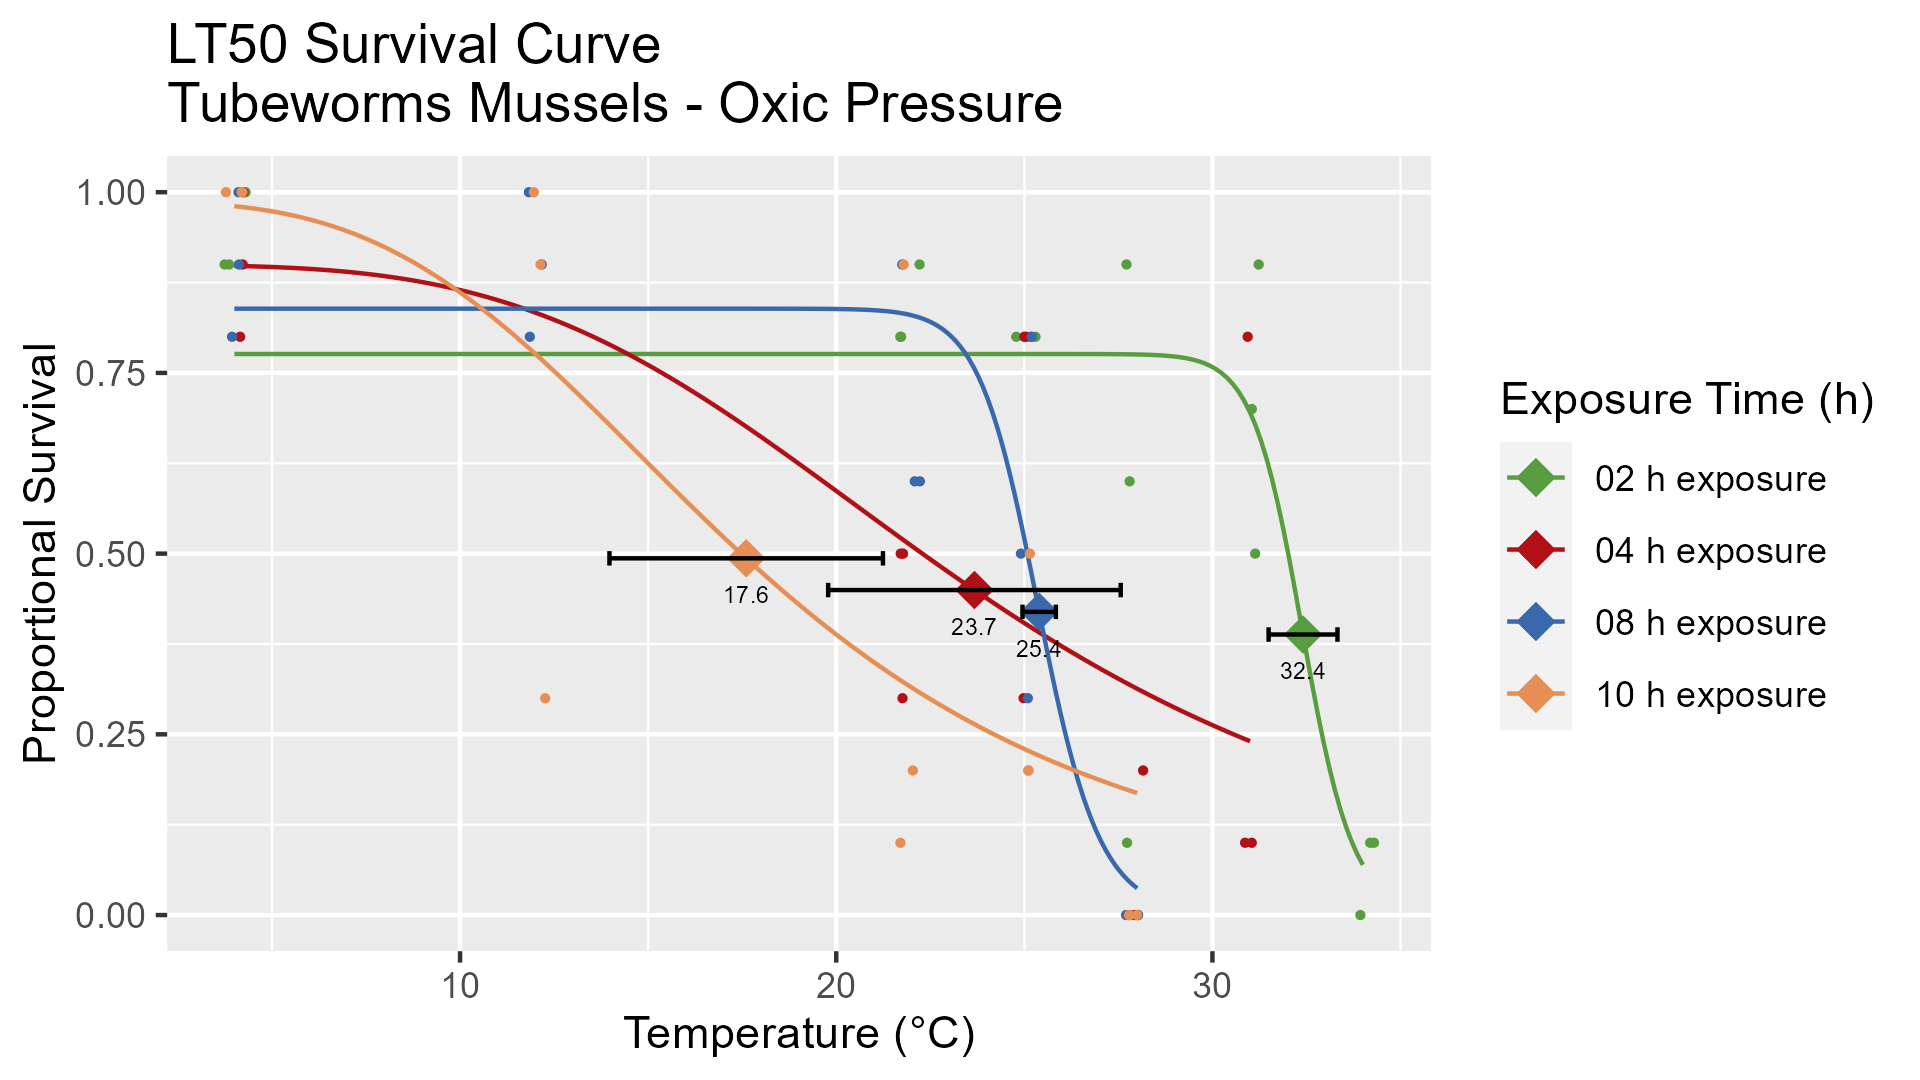 LT50 Survival Curve
Tubeworms Mussels - Oxic Pressure
Proportional Survival
1.00
0.75
0.50
0.25
0.00
17.6
23.7
25.4
32.4
10
20
30
Temperature (°C)
Exposure Time (h)
02 h exposure
04 h exposure
08 h exposure
10 h exposure